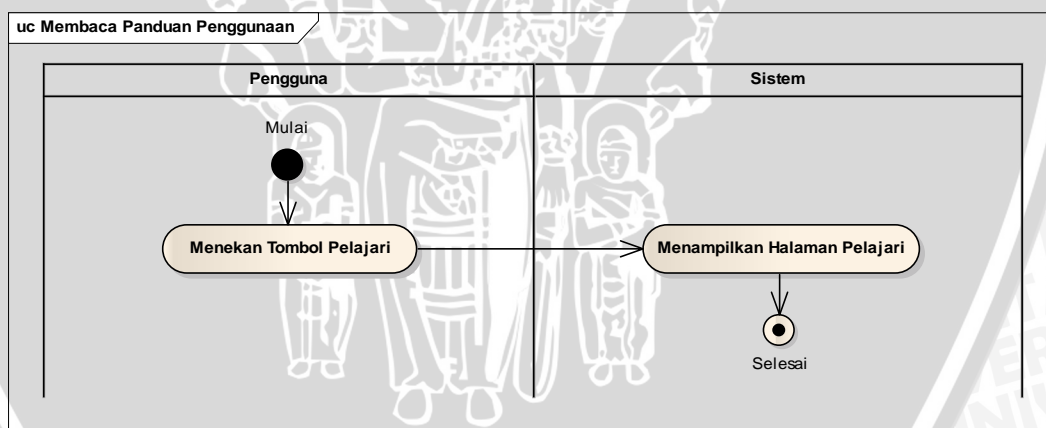 uc Membaca Panduan Penggunaan
Pengguna
Sistem
Mulai
Menekan Tombol Pelajari
Menampilkan Halaman Pelajari
Selesai